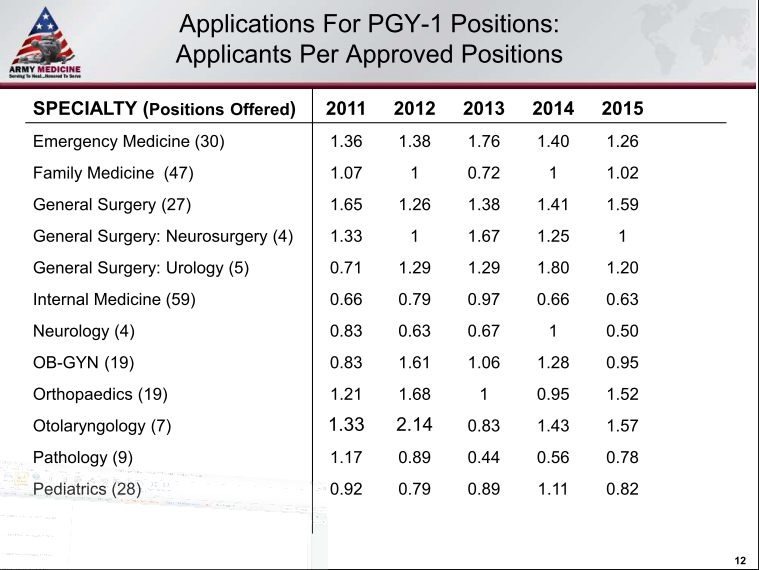 Applications For PGY-1 Positions:
Applicants Per Approved Positions
ARMY MEDICINE
Serving To Heal...Honored To Serve
SPECIALTY (Positions Offered) 2011 2012 2013 2014 2015
Emergency Medicine (30) 1.36 1.38 1.76 1.40 1.26
Family Medicine (47) 1.07 1 0.72 1 1.02
General Surgery (27) 1.65 1.26 1.38 1.41 1.59
General Surgery: Neurosurgery (4) 1.33 1 1.67 1.25 1
General Surgery: Urology (5) 0.71 1.29 1.29 1.80 1.20
Internal Medicine (59) 0.66 0.79 0.97 0.66 0.63
Neurology (4) 0.83 0.63 0.67 1 0.50
OB-GYN (19) 0.83 1.61 1.06 1.28 0.95
Orthopaedics (19) 1.21 1.68 1 0.95 1.52
Otolaryngology (7) 1.33 2.14 0.83 1.43 1.57
Pathology (9) 1.17 0.89 0.44 0.56 0.78
Pediatrics (28) 0.92 0.79 0.89 1.11 0.82
12